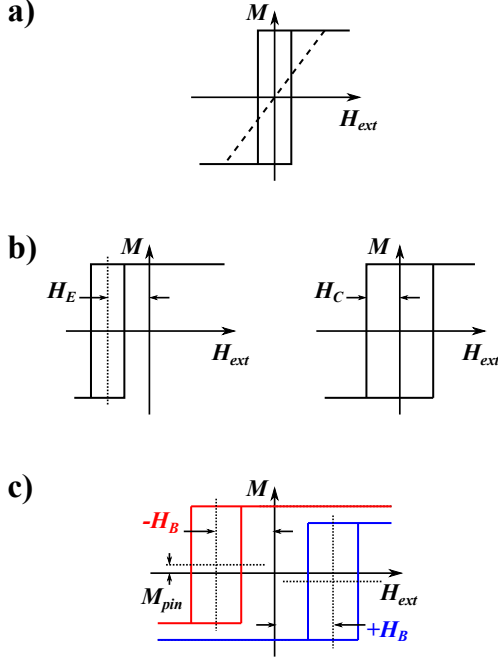 a)
M
H_ext
b)
M
H_E
H_ext
M
H_C
H_ext
c)
M
-H_B
M_pin
H_ext
+H_B